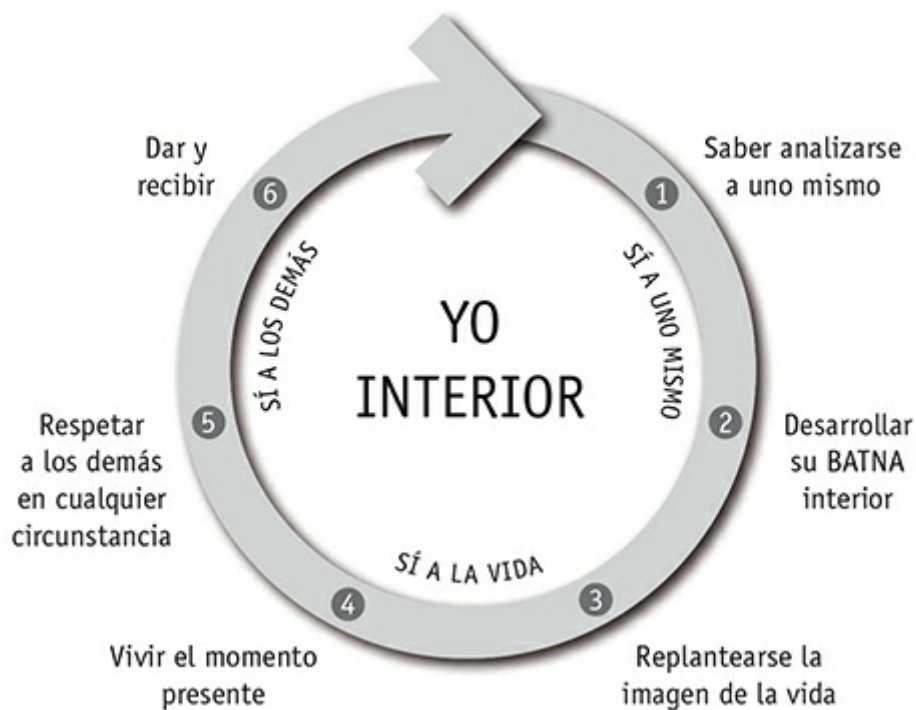 YO
INTERIOR
SÍ A UNO MISMO
SÍ A LA VIDA
SÍ A LOS DEMÁS
1
Saber analizarse
a uno mismo
2
Desarrollar
su BATNA
interior
3
Replantearse la
imagen de la vida
4
Vivir el momento
presente
5
Respetar
a los demás
en cualquier
circunstancia
6
Dar y
recibir